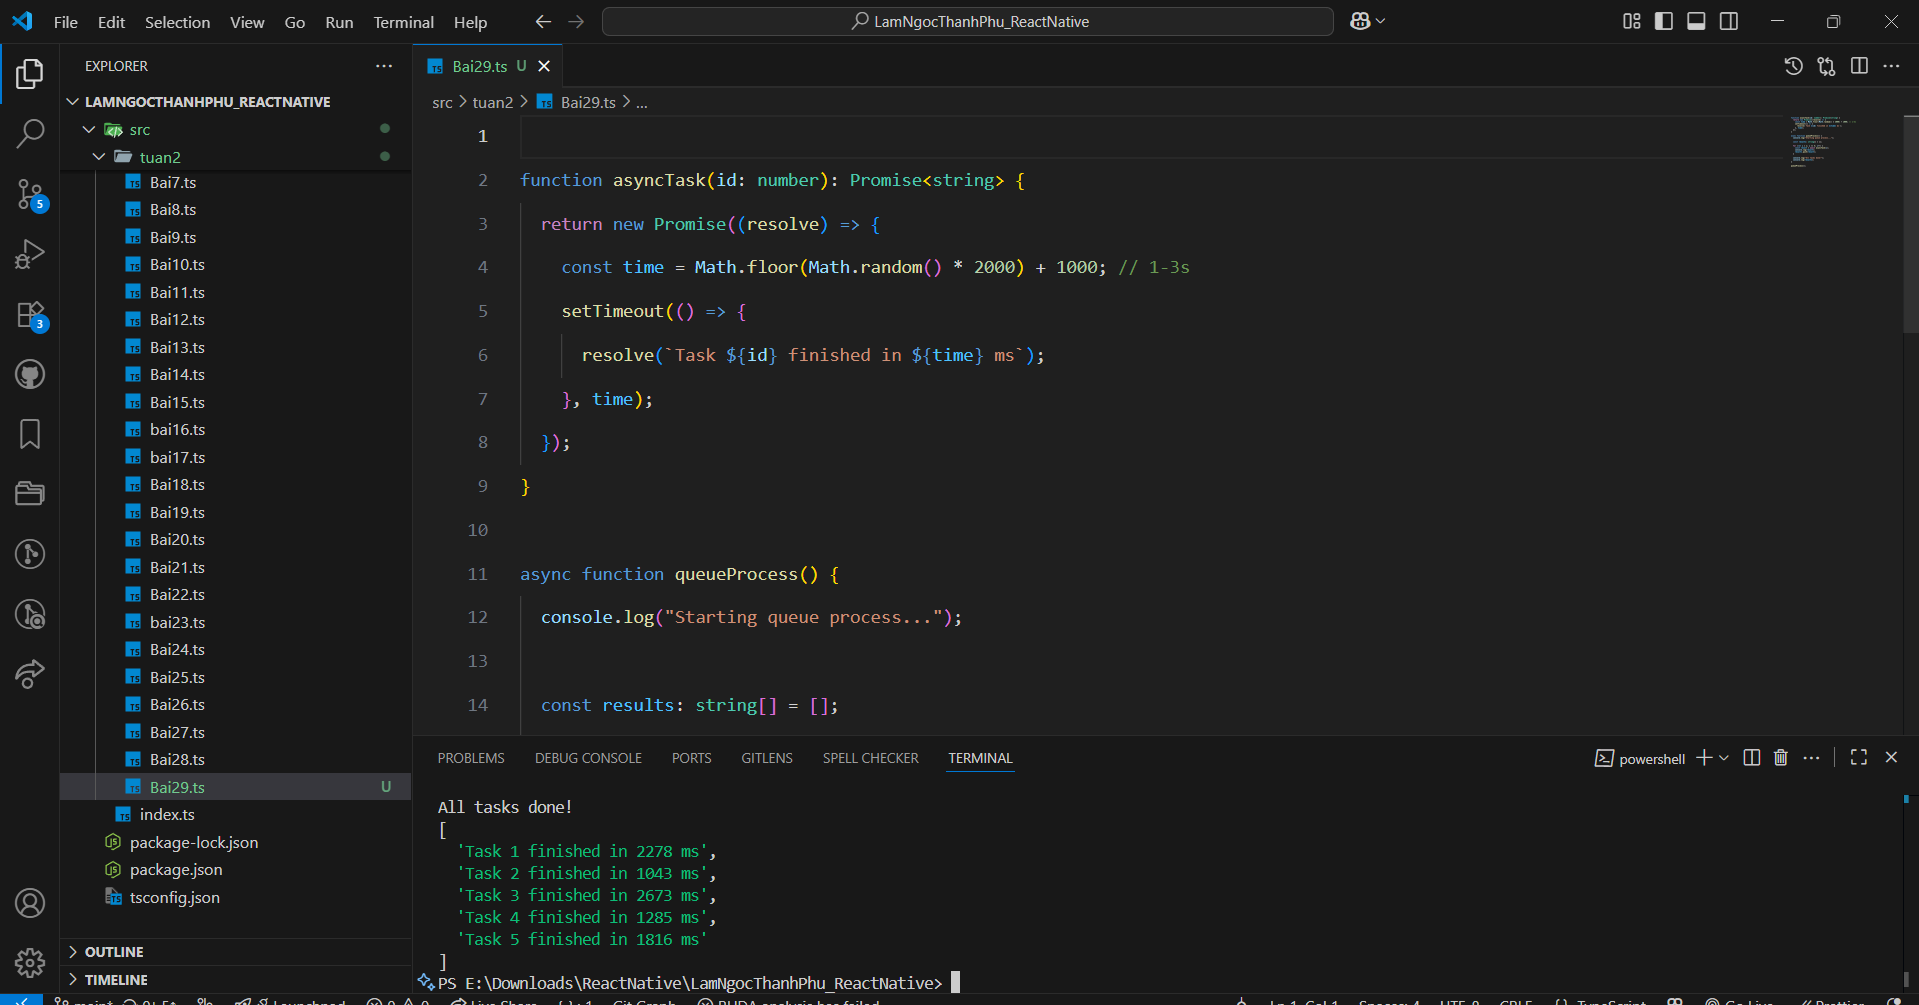 File Edit Selection View Go Run Terminal Help
LamNgocThanhPhu_ReactNative
EXPLORER
LAMNGOCTHANHPHU_REACTNATIVE
src
tuan2
Bai7.ts
Bai8.ts
Bai9.ts
Bai10.ts
Bai11.ts
Bai12.ts
Bai13.ts
Bai14.ts
Bai15.ts
bai16.ts
bai17.ts
Bai18.ts
Bai19.ts
Bai20.ts
Bai21.ts
Bai22.ts
bai23.ts
Bai24.ts
Bai25.ts
Bai26.ts
Bai27.ts
Bai28.ts
Bai29.ts U
index.ts
package-lock.json
package.json
tsconfig.json
OUTLINE
TIMELINE
5
3
Bai29.ts U
src > tuan2 > Bai29.ts > ...
1
2 function asyncTask(id: number): Promise<string> {
3 return new Promise((resolve) => {
4 const time = Math.floor(Math.random() * 2000) + 1000; // 1-3s
5 setTimeout(() => {
6 resolve(`Task ${id} finished in ${time} ms`);
7 }, time);
8 });
9 }
10
11 async function queueProcess() {
12 console.log("Starting queue process...");
13
14 const results: string[] = [];
PROBLEMS DEBUG CONSOLE PORTS GITLENS SPELL CHECKER TERMINAL
powershell
All tasks done!
[
'Task 1 finished in 2278 ms',
'Task 2 finished in 1043 ms',
'Task 3 finished in 2673 ms',
'Task 4 finished in 1285 ms',
'Task 5 finished in 1816 ms'
]
PS E:\Downloads\ReactNative\LamNgocThanhPhu_ReactNative>